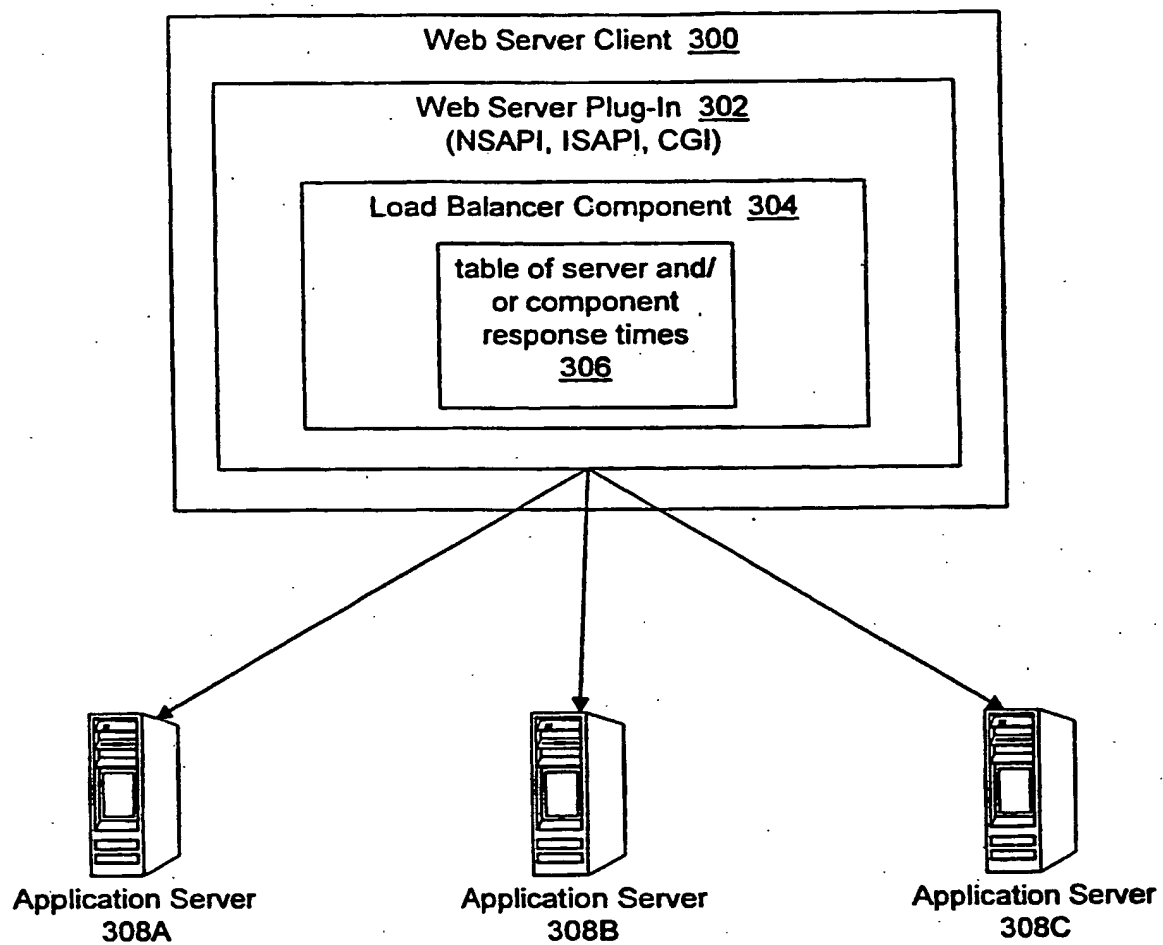 Web Server Client 300
Web Server Plug-In 302
(NSAPI, ISAPI, CGI)
Load Balancer Component 304
table of server and/
or component
response times
306
Application Server
308A
Application Server
308B
Application Server
308C